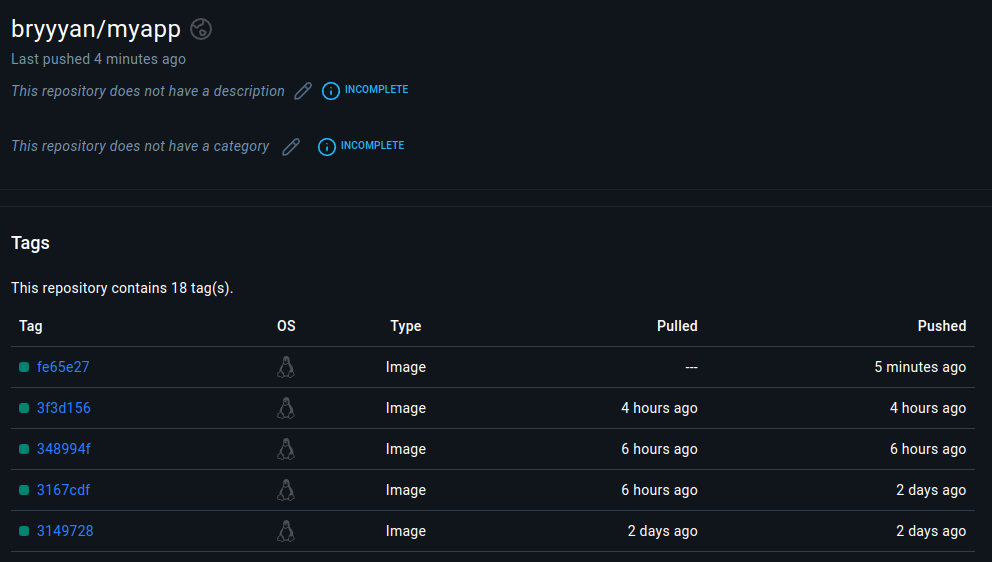 bryyyan/myapp
Last pushed 4 minutes ago
This repository does not have a description INCOMPLETE
This repository does not have a category INCOMPLETE
Tags
This repository contains 18 tag(s).
Tag OS Type Pulled Pushed
fe65e27 Image --- 5 minutes ago
3f3d156 Image 4 hours ago 4 hours ago
348994f Image 6 hours ago 6 hours ago
3167cdf Image 6 hours ago 2 days ago
3149728 Image 2 days ago 2 days ago